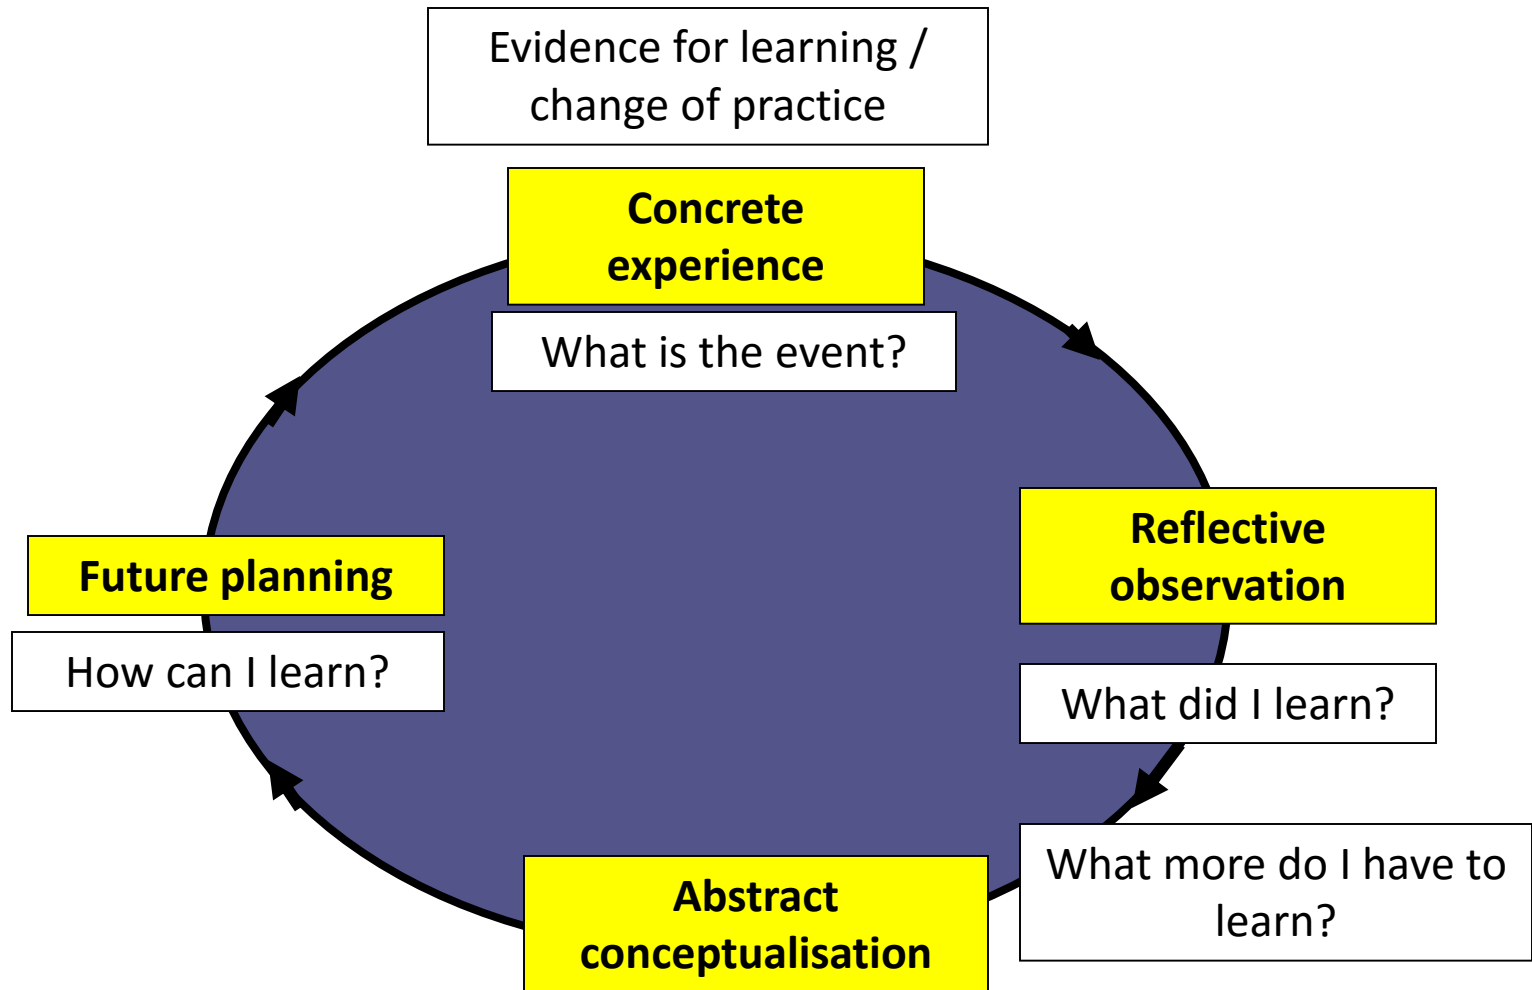 Evidence for learning /
change of practice
Concrete
experience
What is the event?
Reflective
observation
What did I learn?
What more do I have to
learn?
Abstract
conceptualisation
Future planning
How can I learn?